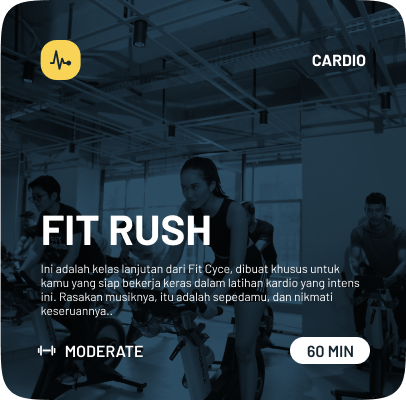 CARDIO
FIT RUSH
Ini adalah kelas lanjutan dari Fit Cyce, dibuat khusus untuk
kamu yang siap bekerja keras dalam latihan kardio yang intens
ini. Rasakan musiknya, itu adalah sepedamu, dan nikmati
keseruannya..
MODERATE
60 MIN